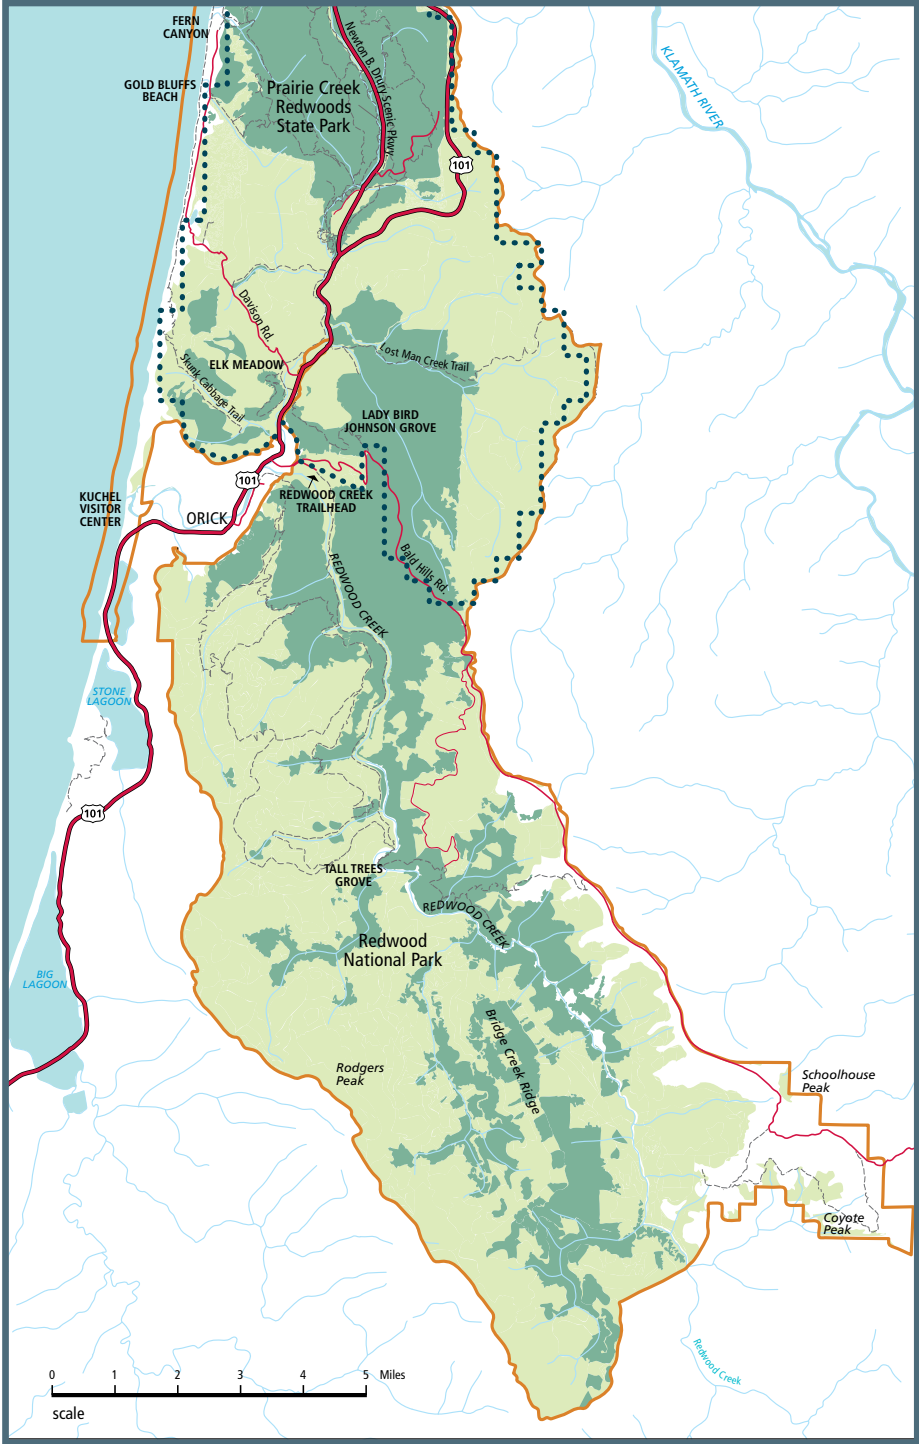 FERN
CANYON
Newton B. Drury Scenic Pkwy.
KLAMATH RIVER
GOLD BLUFFS
BEACH
Prairie Creek
Redwoods
State Park
101
Davison Rd.
ELK MEADOW
Lost Man Creek Trail
Skunk Cabbage Trail
LADY BIRD
JOHNSON GROVE
101
REDWOOD CREEK
TRAILHEAD
KUCHEL
VISITOR
CENTER
ORICK
Bald Hills Rd.
REDWOOD CREEK
STONE
LAGOON
101
TALL TREES
GROVE
REDWOOD CREEK
Redwood
National Park
BIG
LAGOON
Bridge Creek Ridge
Rodgers
Peak
Schoolhouse
Peak
Coyote
Peak
Redwood Creek
0 1 2 3 4 5 Miles
scale